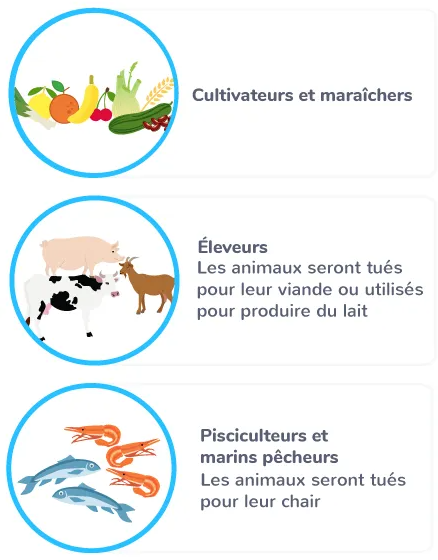 Cultivateurs et maraîchers
Éleveurs
Les animaux seront tués
pour leur viande ou utilisés
pour produire du lait
Pisciculteurs et
marins pêcheurs
Les animaux seront tués
pour leur chair